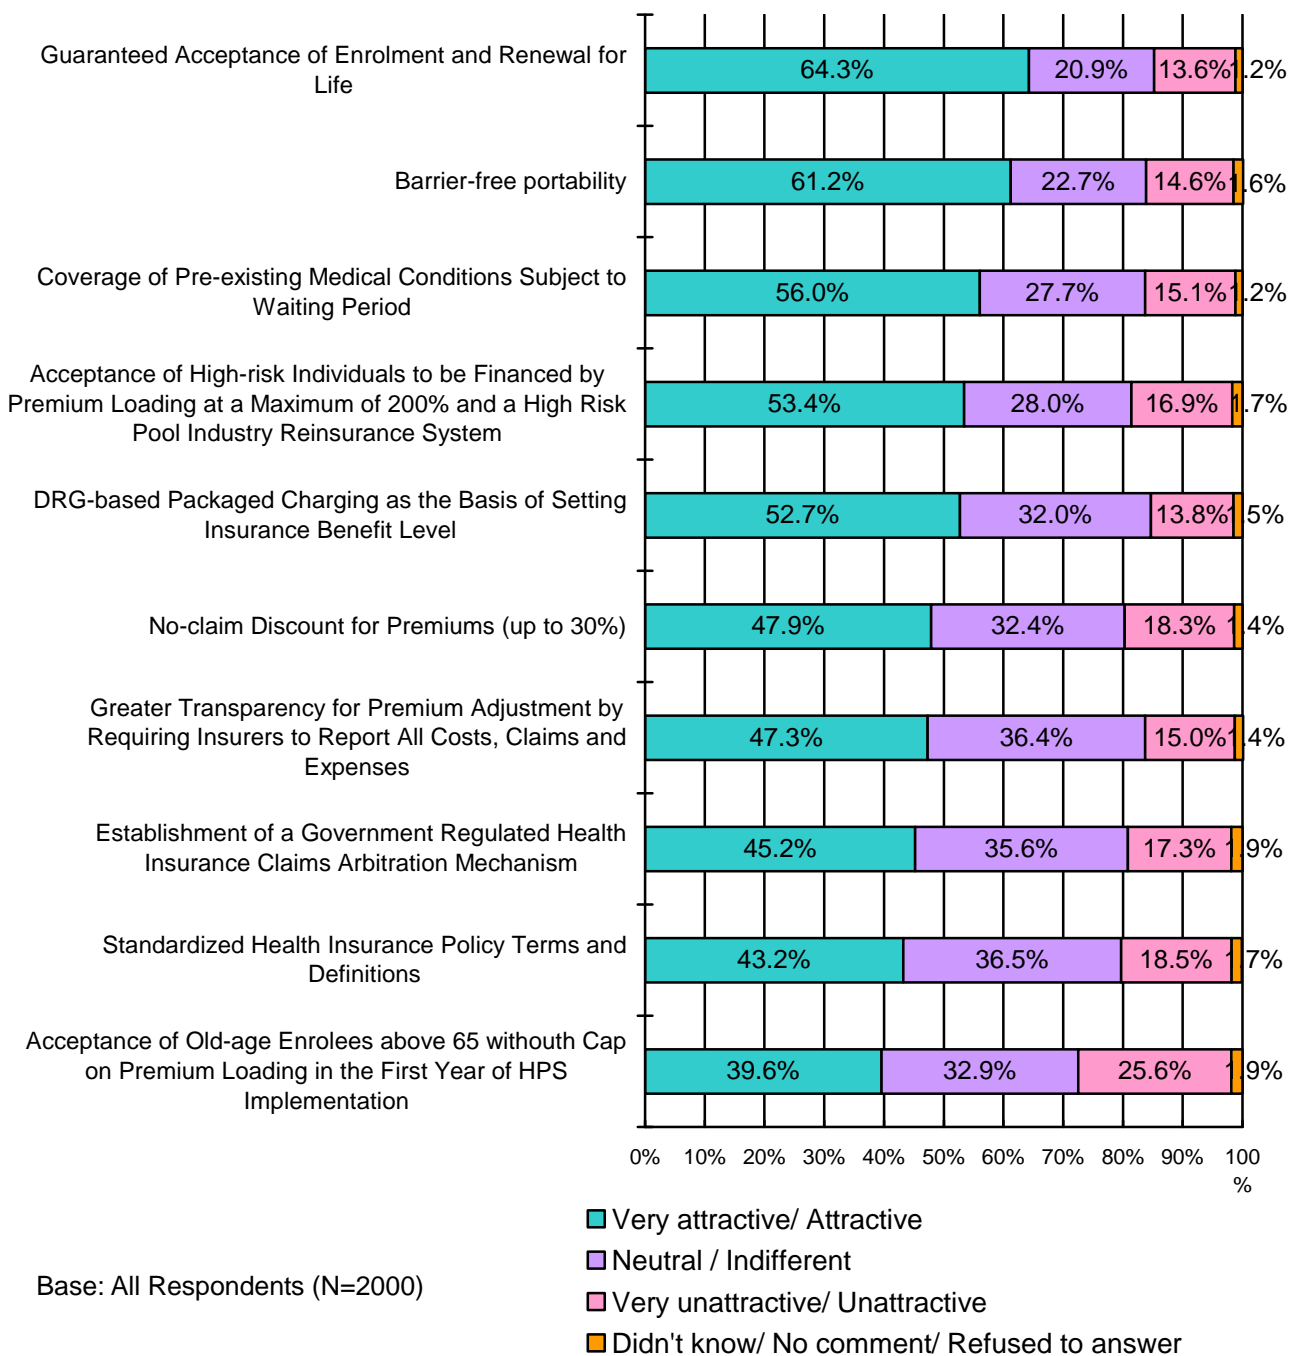 Guaranteed Acceptance of Enrolment and Renewal for
Life
64.3% 20.9% 13.6% 1.2%
Barrier-free portability
61.2% 22.7% 14.6% 1.6%
Coverage of Pre-existing Medical Conditions Subject to
Waiting Period
56.0% 27.7% 15.1% 1.2%
Acceptance of High-risk Individuals to be Financed by
Premium Loading at a Maximum of 200% and a High Risk
Pool Industry Reinsurance System
53.4% 28.0% 16.9% 1.7%
DRG-based Packaged Charging as the Basis of Setting
Insurance Benefit Level
52.7% 32.0% 13.8% 1.5%
No-claim Discount for Premiums (up to 30%)
47.9% 32.4% 18.3% 1.4%
Greater Transparency for Premium Adjustment by
Requiring Insurers to Report All Costs, Claims and
Expenses
47.3% 36.4% 15.0% 1.4%
Establishment of a Government Regulated Health
Insurance Claims Arbitration Mechanism
45.2% 35.6% 17.3% 1.9%
Standardized Health Insurance Policy Terms and
Definitions
43.2% 36.5% 18.5% 1.7%
Acceptance of Old-age Enrolees above 65 withouth Cap
on Premium Loading in the First Year of HPS
Implementation
39.6% 32.9% 25.6% 1.9%
0% 10% 20% 30% 40% 50% 60% 70% 80% 90% 100
%
Very attractive/ Attractive
Neutral / Indifferent
Very unattractive/ Unattractive
Didn't know/ No comment/ Refused to answer
Base: All Respondents (N=2000)